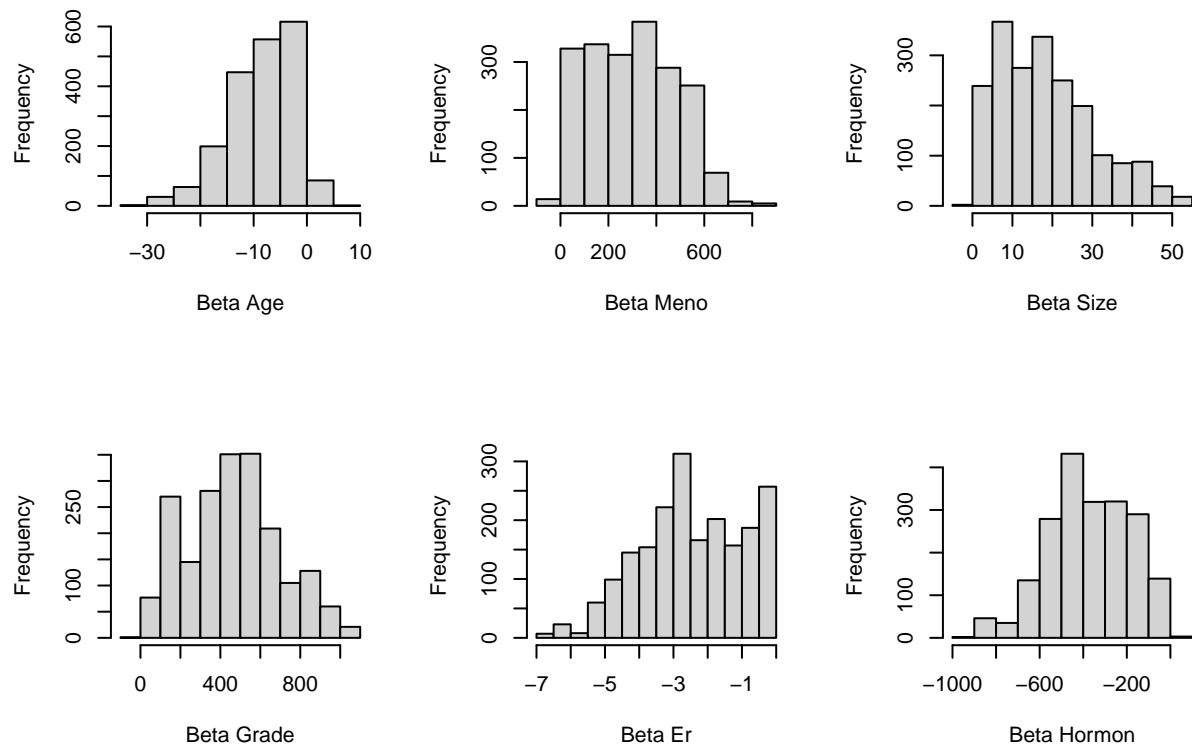 Frequency
0 200 400 600
−30 −10 0 10
Beta Age
Frequency
0 100 300
0 200 600
Beta Meno
Frequency
0 100 300
0 10 30 50
Beta Size
Frequency
0 100 250
0 400 800
Beta Grade
Frequency
0 100 200 300
−7 −5 −3 −1
Beta Er
Frequency
0 100 300
−1000 −600 −200
Beta Hormon